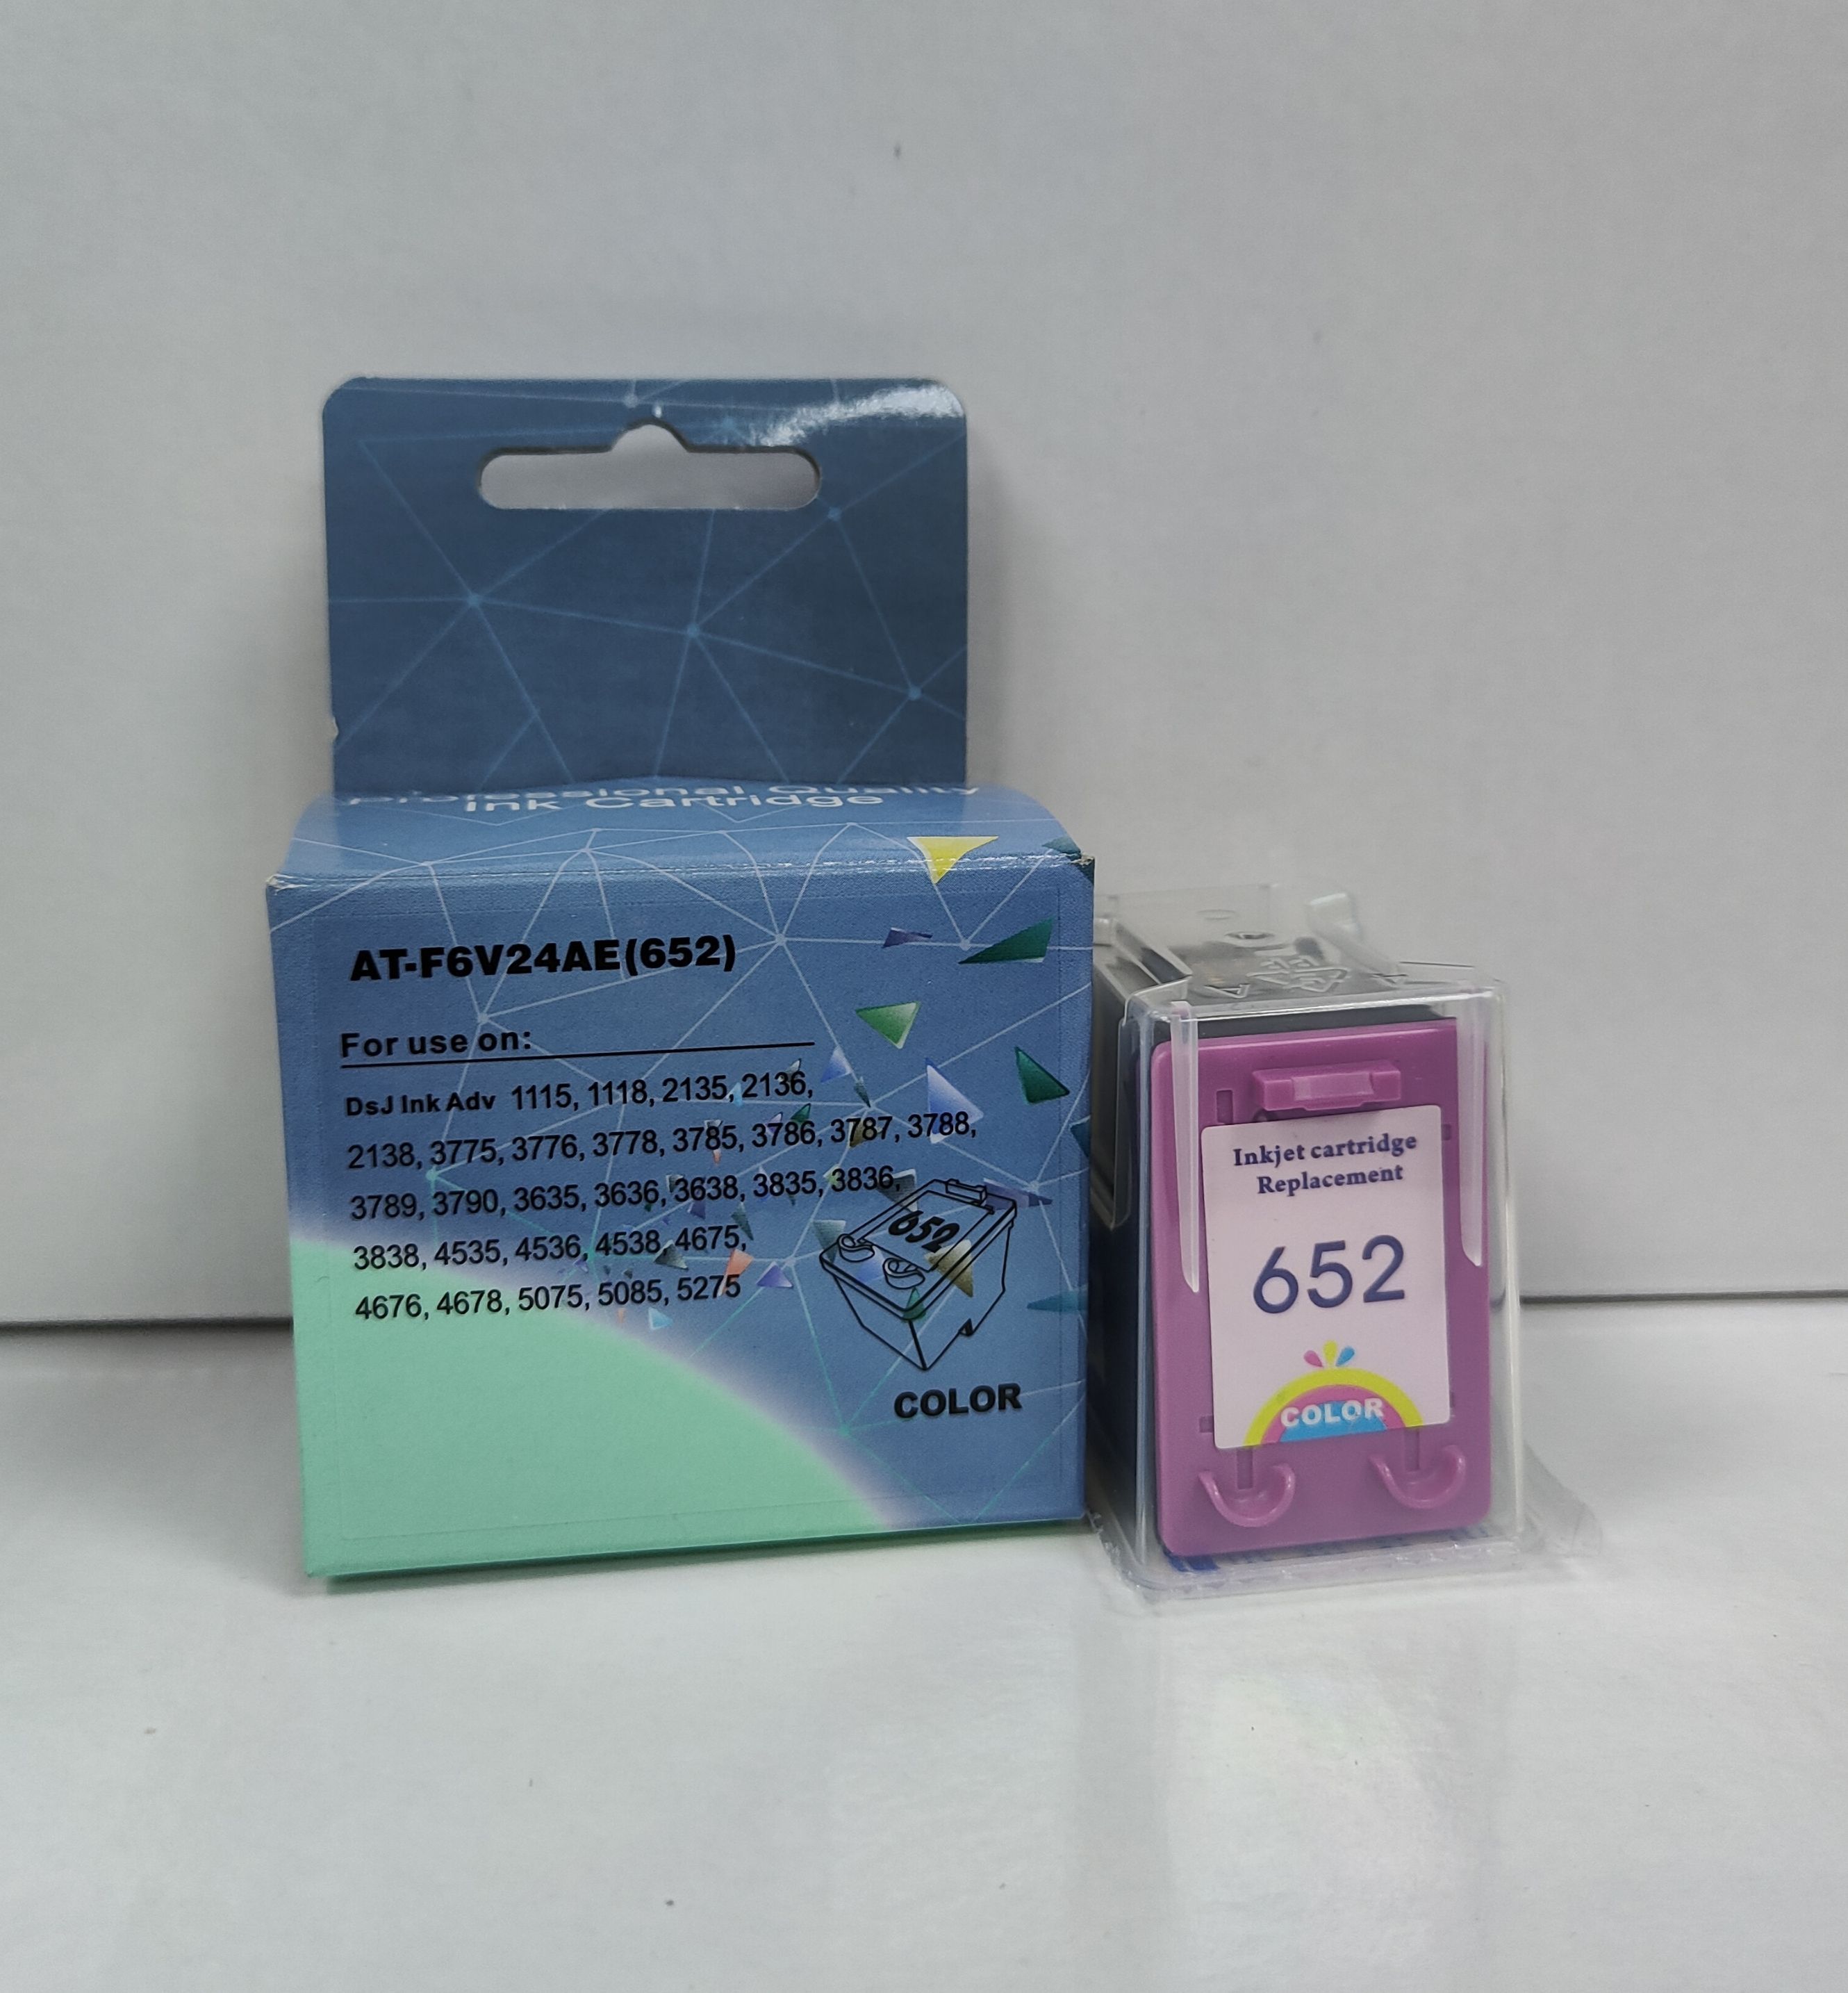 Professional Quality
Ink Cartridge
AT-F6V24AE(652)
For use on:
DsJ Ink Adv 1115, 1118, 2135, 2136,
2138, 3775, 3776, 3778, 3785, 3786, 3787, 3788,
3789, 3790, 3635, 3636, 3638, 3835, 3836,
3838, 4535, 4536, 4538, 4675,
4676, 4678, 5075, 5085, 5275
652
COLOR
Inkjet cartridge
Replacement
652
COLOR